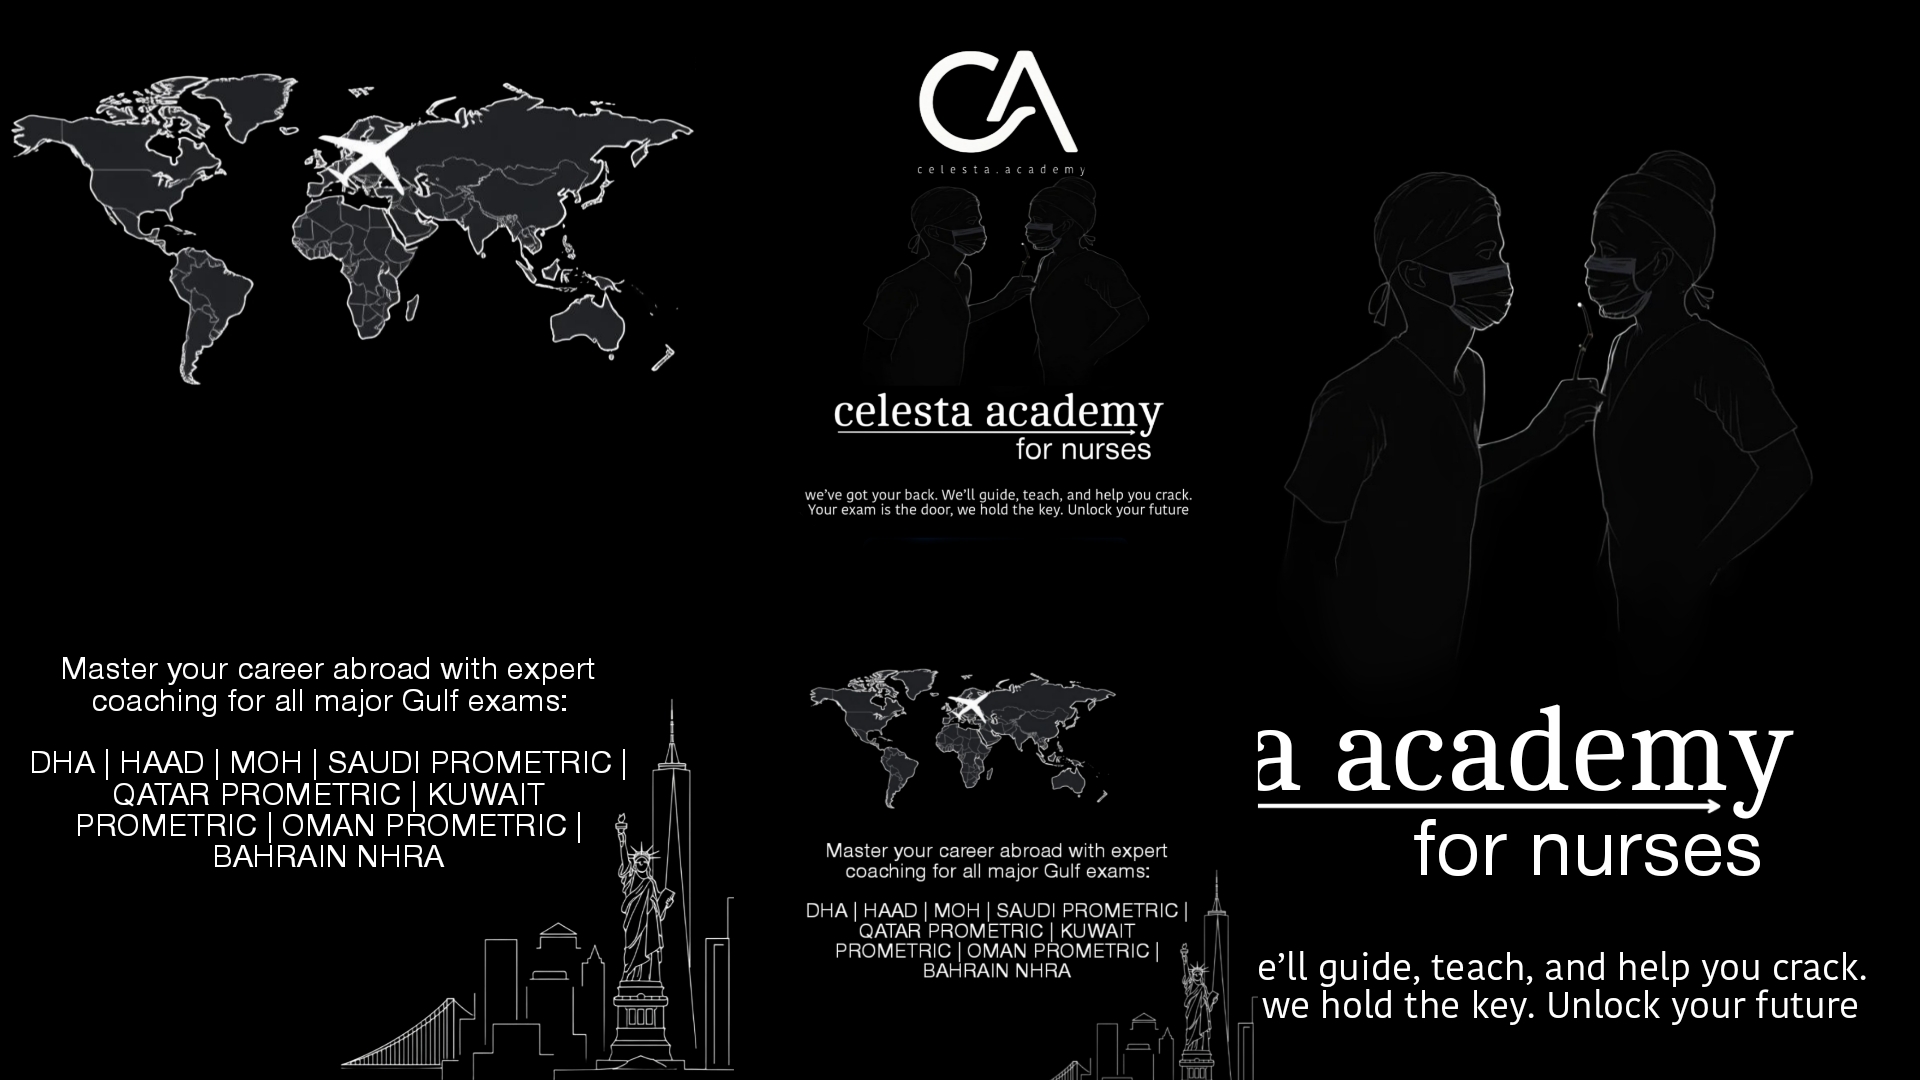 Master your career abroad with expert
coaching for all major Gulf exams:
DHA | HAAD | MOH | SAUDI PROMETRIC |
QATAR PROMETRIC | KUWAIT
PROMETRIC | OMAN PROMETRIC |
BAHRAIN NHRA
CA
celesta.academy
celesta academy
for nurses
we’ve got your back. We’ll guide, teach, and help you crack.
Your exam is the door, we hold the key. Unlock your future
Master your career abroad with expert
coaching for all major Gulf exams:
DHA | HAAD | MOH | SAUDI PROMETRIC |
QATAR PROMETRIC | KUWAIT
PROMETRIC | OMAN PROMETRIC |
BAHRAIN NHRA
a academy
for nurses
e’ll guide, teach, and help you crack.
we hold the key. Unlock your future